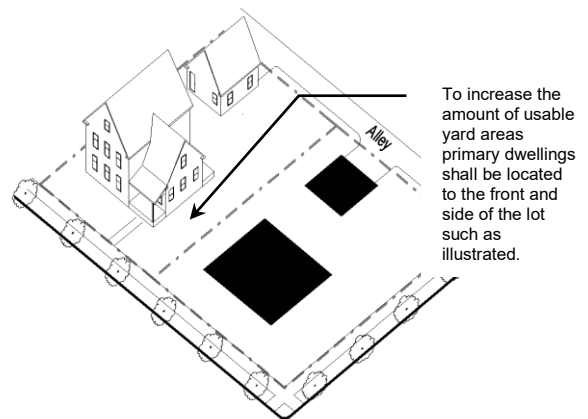 To increase the
amount of usable
yard areas
primary dwellings
shall be located
to the front and
side of the lot
such as
illustrated.
Alley